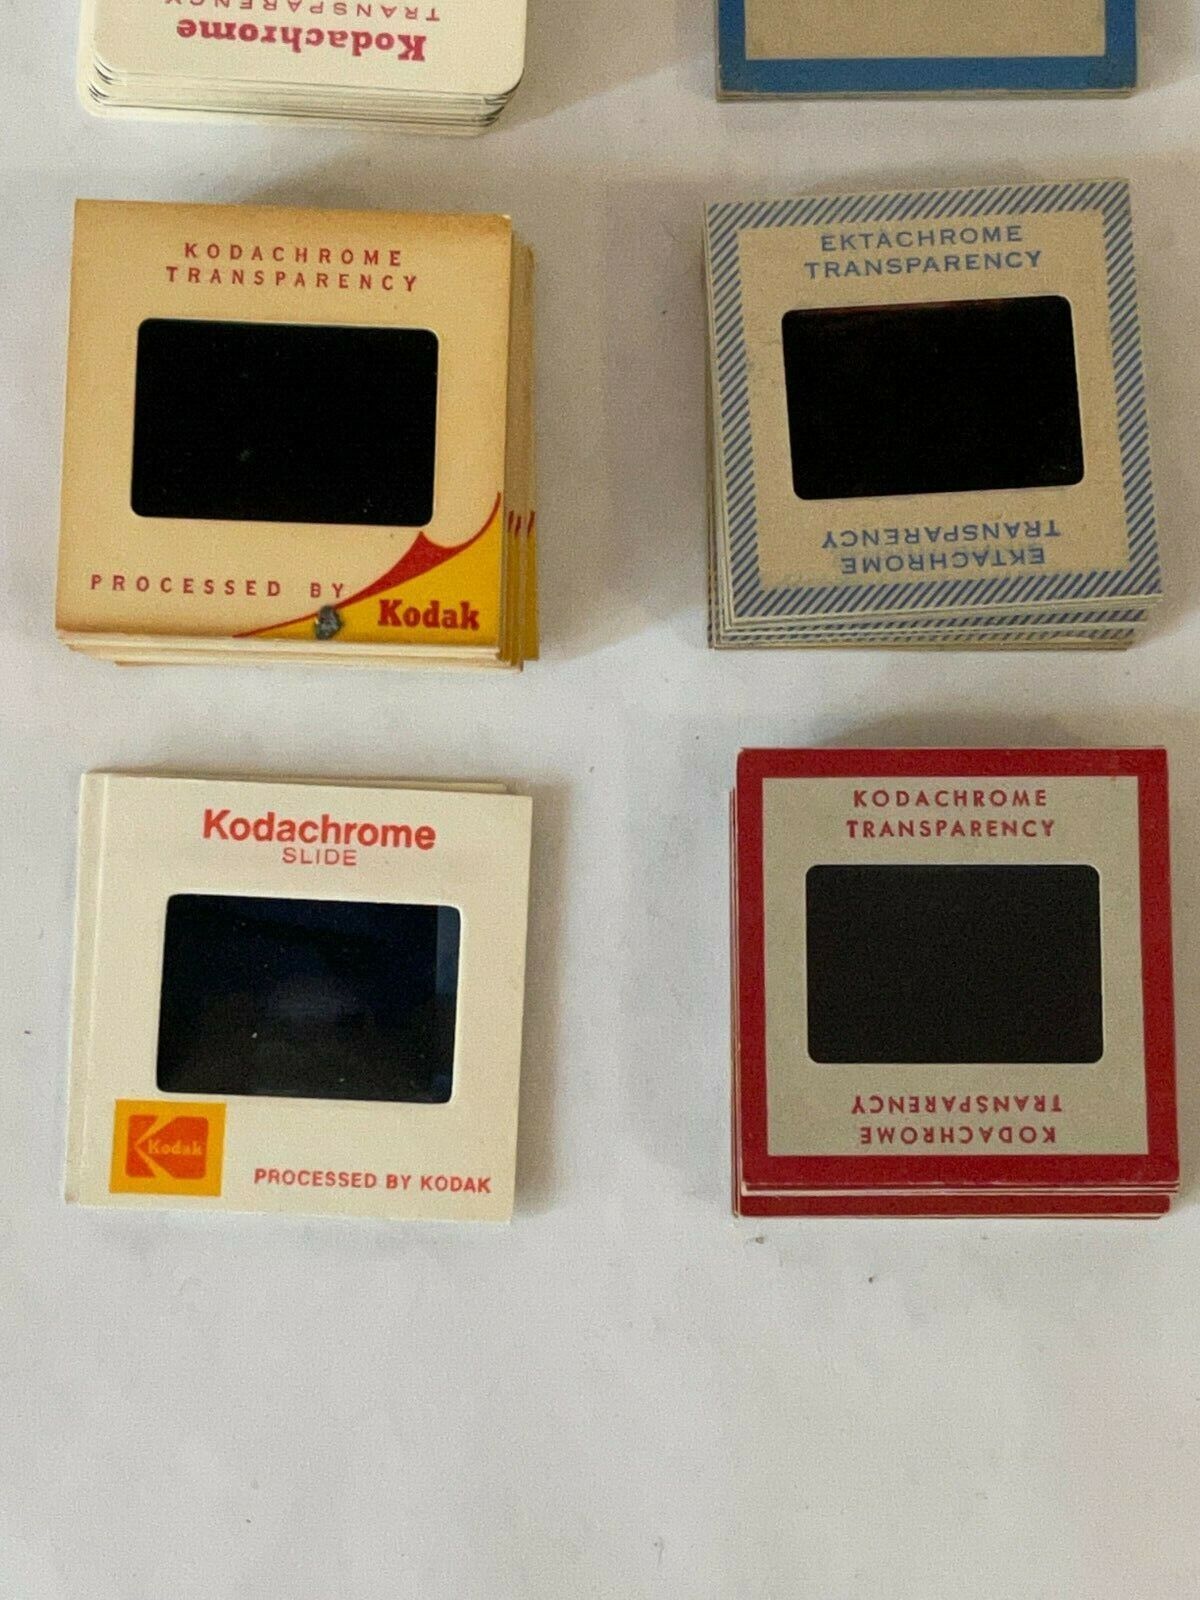 TRANSPARENCY
Kodachrome
KODACHROME
TRANSPARENCY
PROCESSED BY
Kodak
EKTACHROME
TRANSPARENCY
EKTACHROME
TRANSPARENCY
Kodachrome
SLIDE
Kodak
PROCESSED BY KODAK
KODACHROME
TRANSPARENCY
KODACHROME
TRANSPARENCY